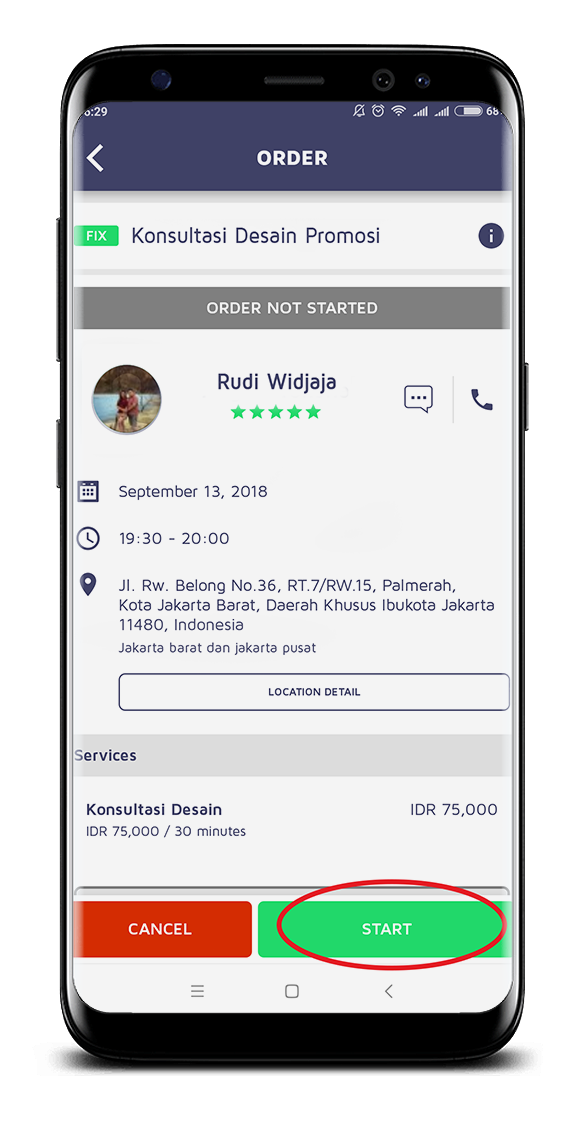 6:29
68
ORDER
FIX Konsultasi Desain Promosi
ORDER NOT STARTED
Rudi Widjaja
September 13, 2018
19:30 - 20:00
Jl. Rw. Belong No.36, RT.7/RW.15, Palmerah,
Kota Jakarta Barat, Daerah Khusus Ibukota Jakarta
11480, Indonesia
Jakarta barat dan jakarta pusat
LOCATION DETAIL
Services
Konsultasi Desain IDR 75,000
IDR 75,000 / 30 minutes
CANCEL START